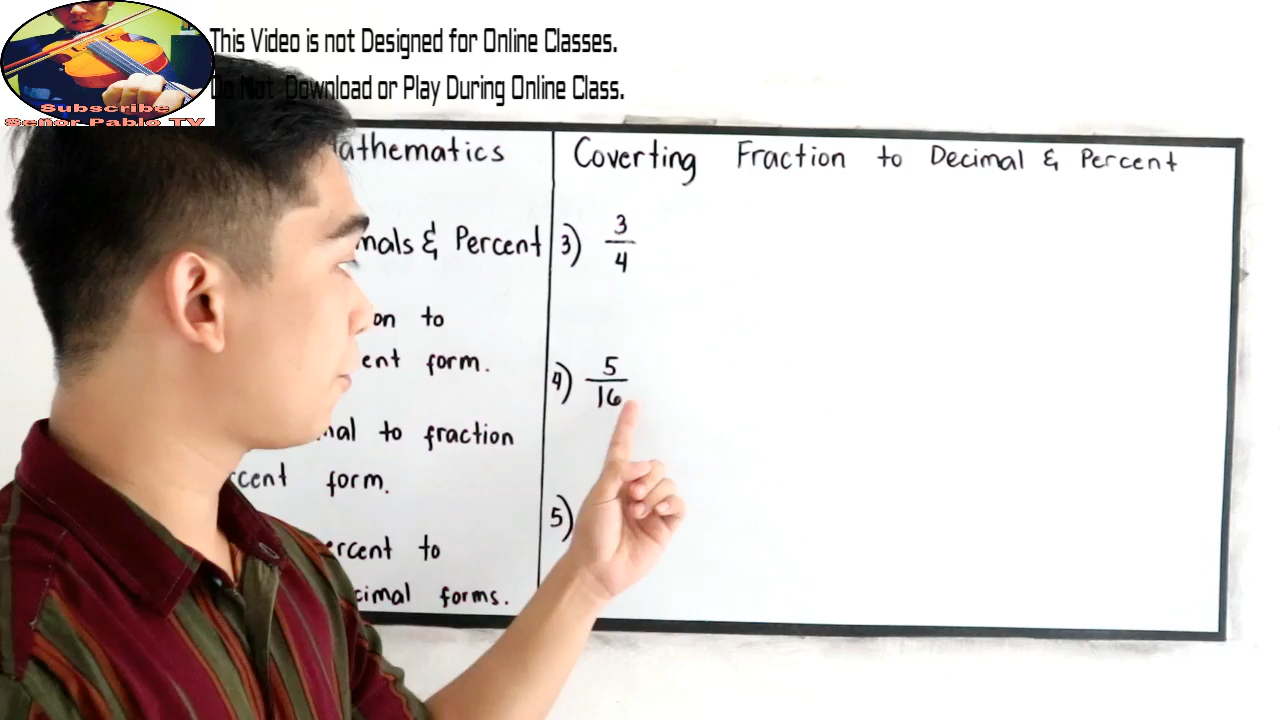 This Video is not Designed for Online Classes.
Do Not Download or Play During Online Class.
Subscribe
Señor Pablo TV
athematics
mals & Percent
on to
ent form.
nal to fraction
rcent form.
ercent to
cimal forms.
Coverting Fraction to Decimal & Percent
3) 3
4
4) 5
16
5)